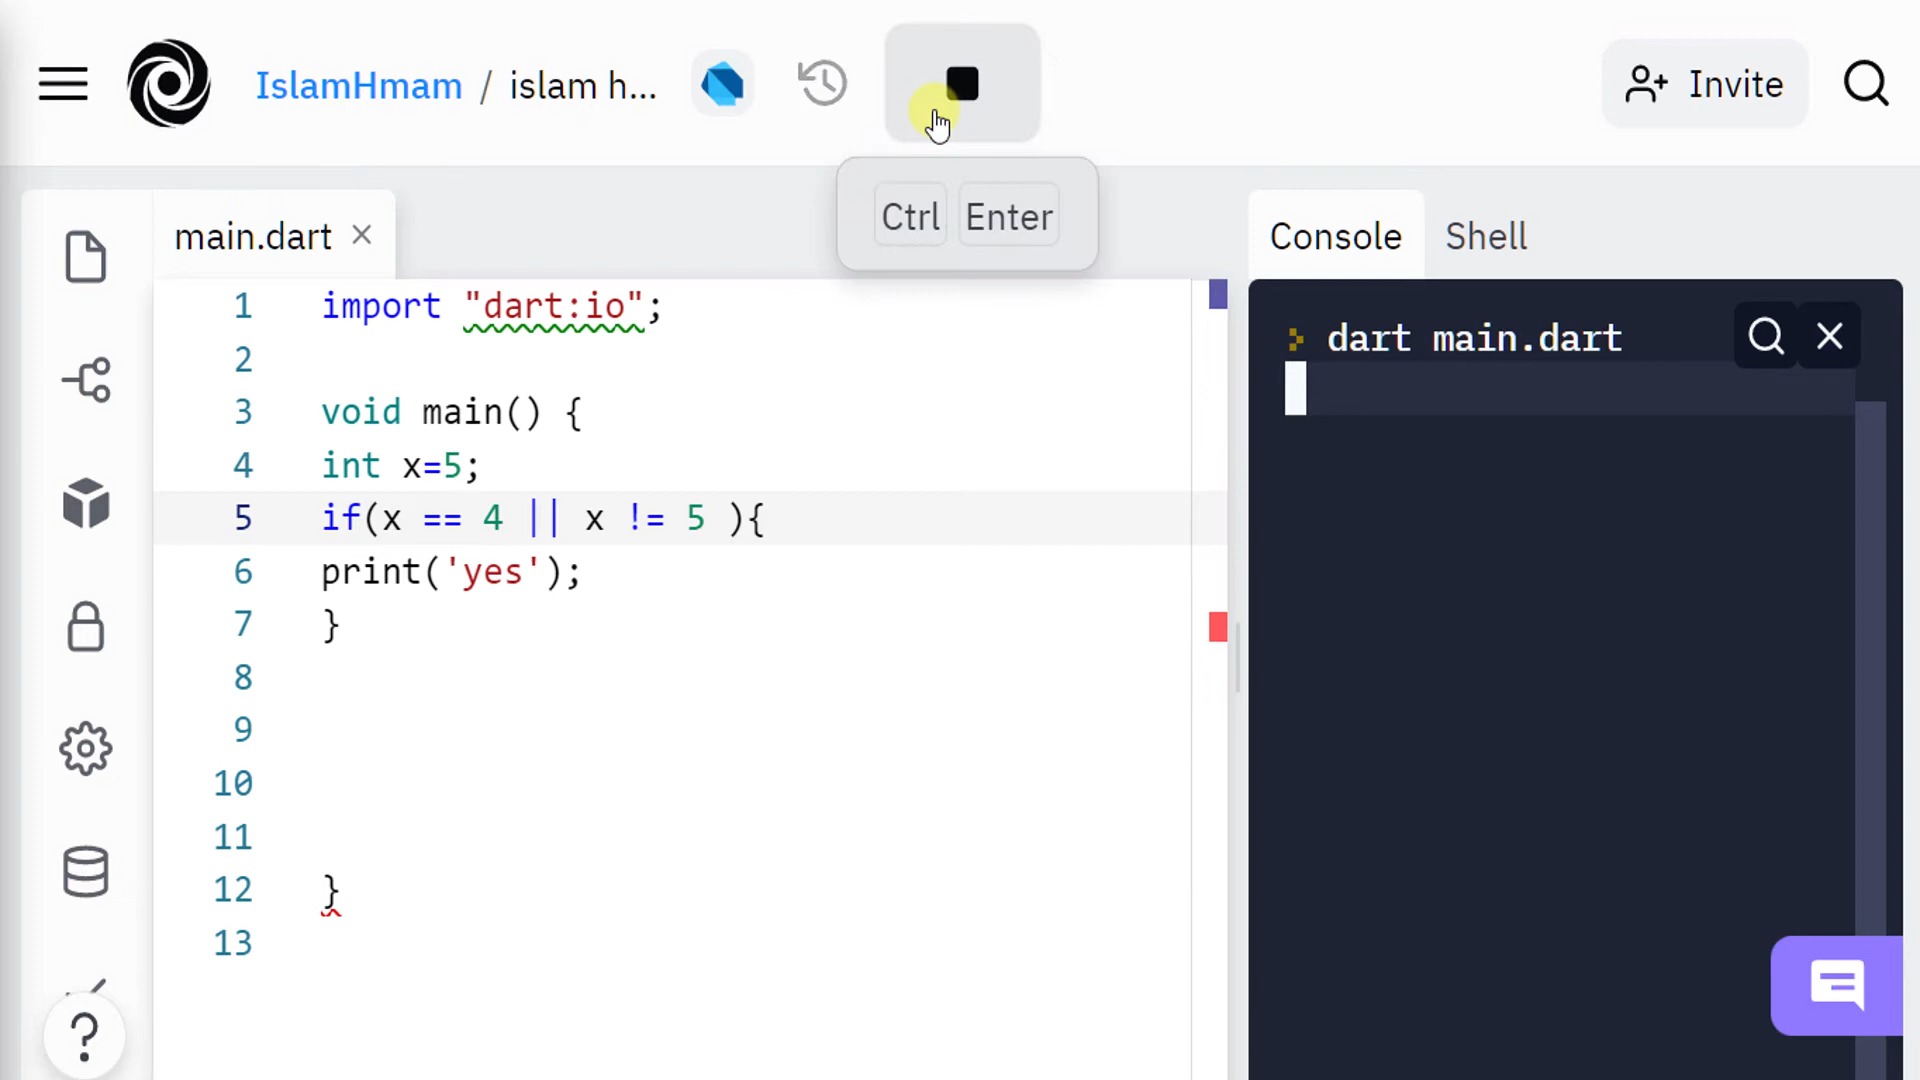 IslamHmam / islam h...
Invite
Ctrl Enter
main.dart
Console Shell
1 import "dart:io";
2
3 void main() {
4 int x=5;
5 if(x == 4 || x != 5 ){
6 print('yes');
7 }
8
9
10
11
12 }
13
dart main.dart
?